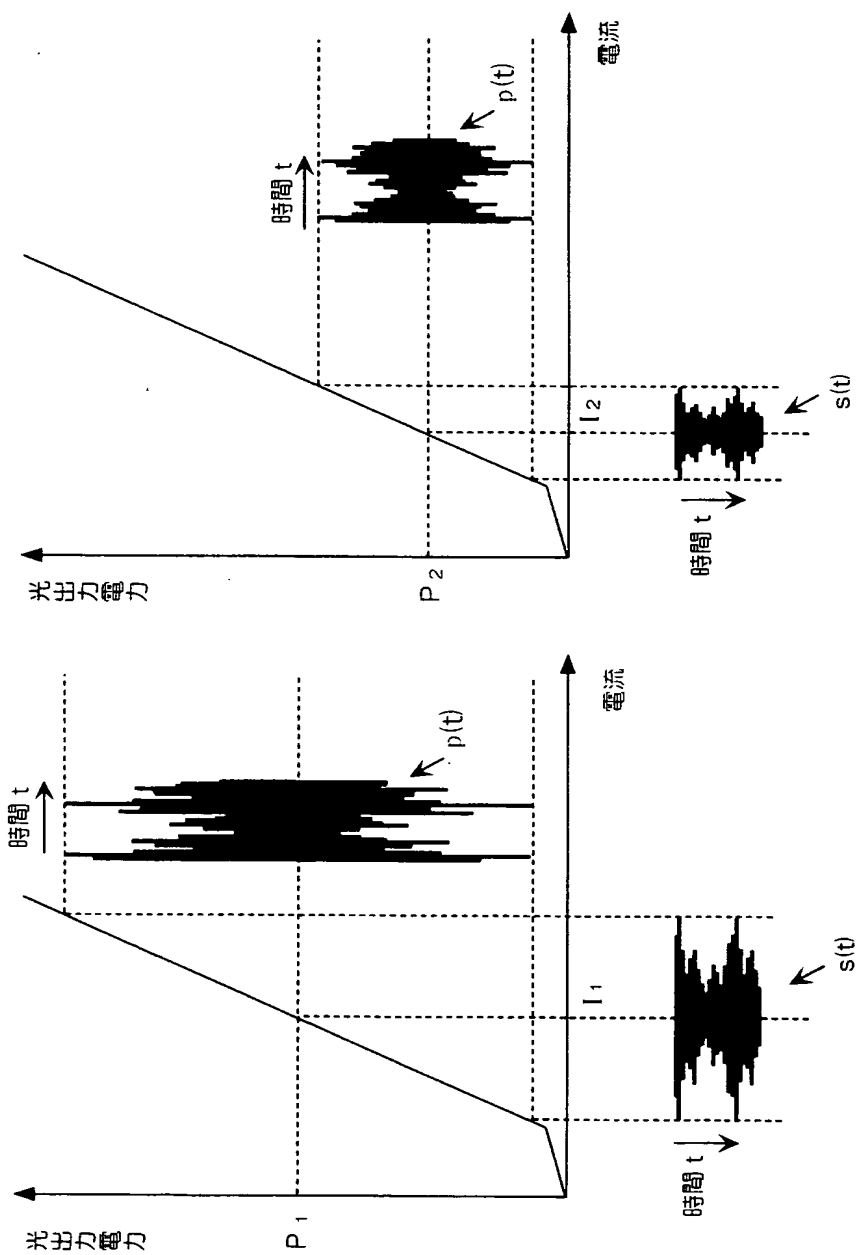 光出力電力
時間 t
p(t)
P1
I1
電流
時間 t
s(t)
光出力電力
時間 t
p(t)
P2
I2
電流
時間 t
s(t)